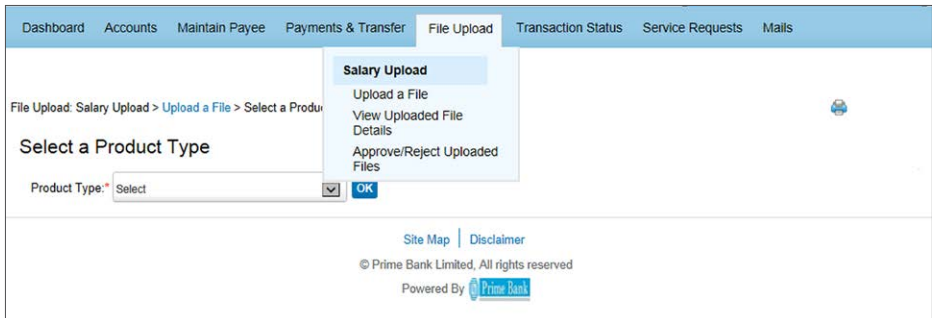 Dashboard Accounts Maintain Payee Payments & Transfer File Upload Transaction Status Service Requests Mails
Salary Upload
Upload a File
View Uploaded File
Details
Approve/Reject Uploaded
Files
File Upload: Salary Upload > Upload a File > Select a Produ
Select a Product Type
Product Type:* Select OK
Site Map | Disclaimer
© Prime Bank Limited, All rights reserved
Powered By Prime Bank